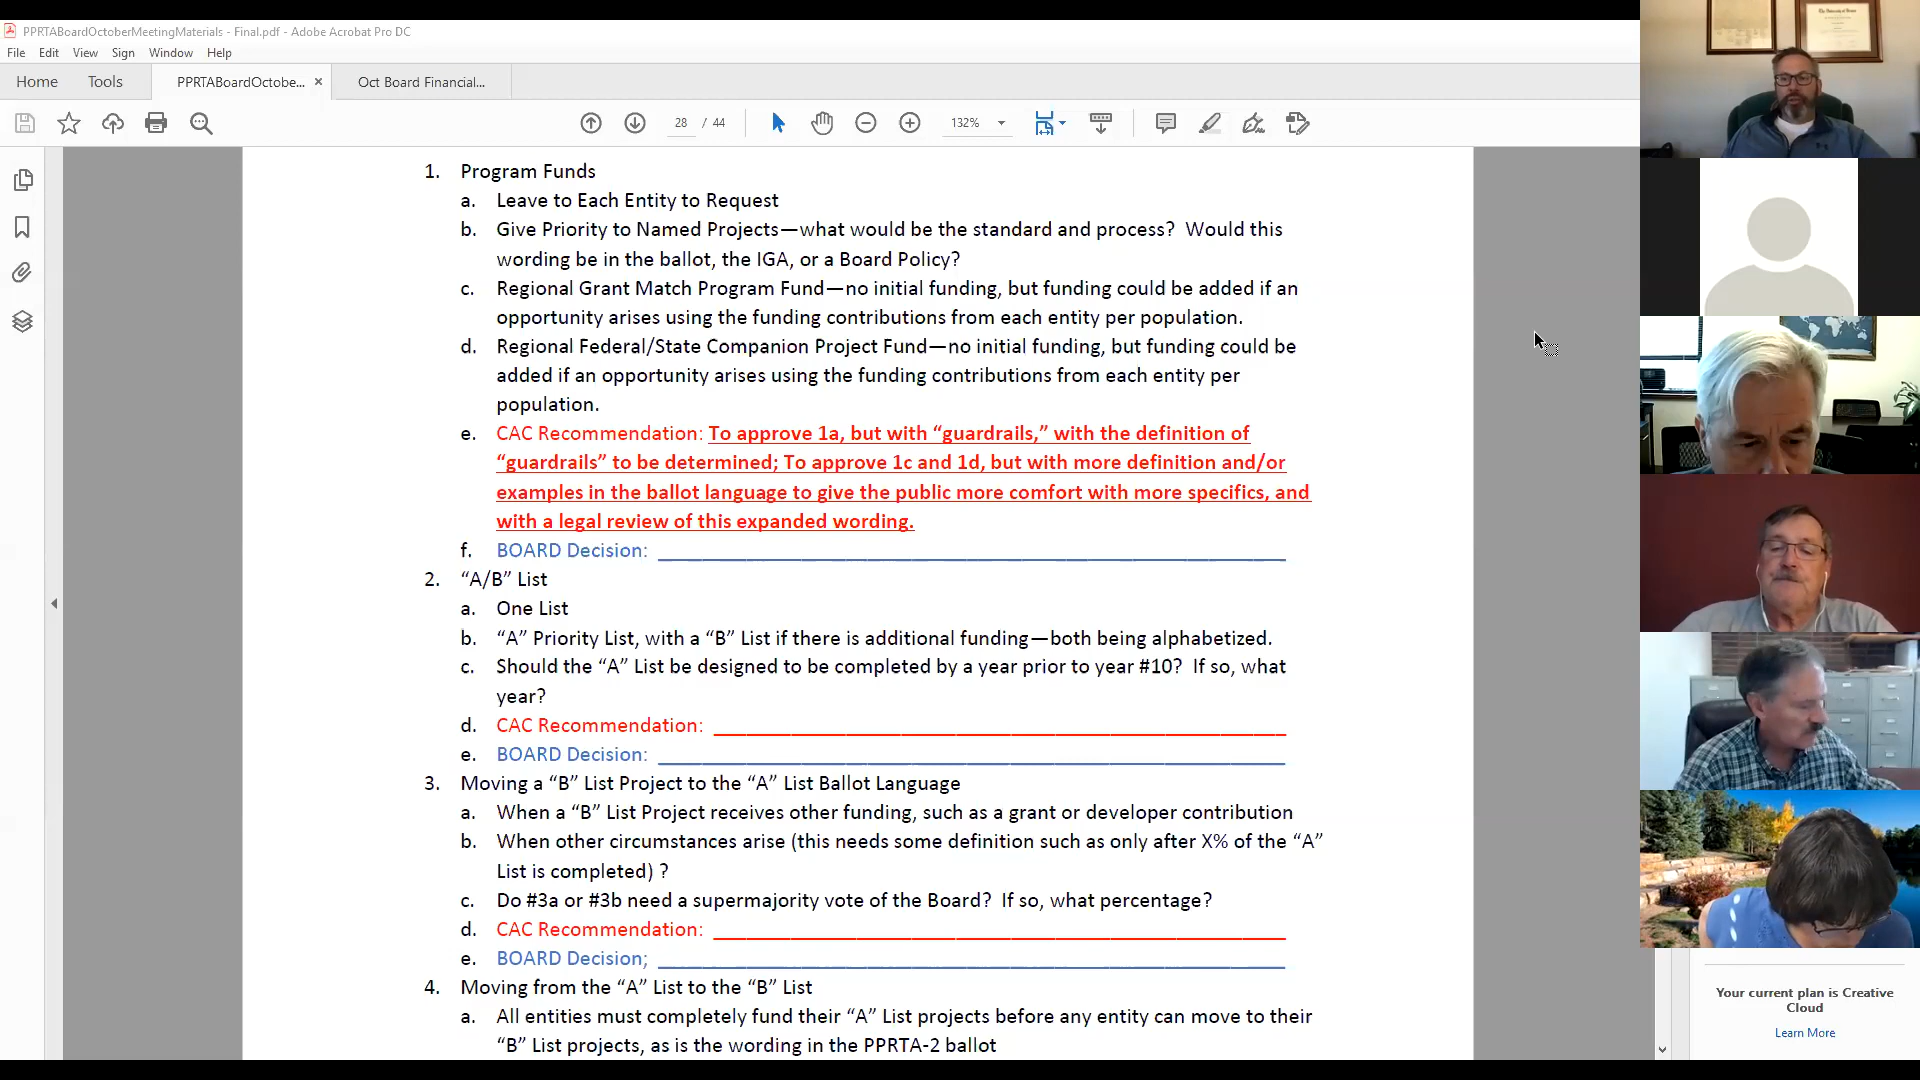 PPRTABoardOctoberMeetingMaterials - Final.pdf - Adobe Acrobat Pro DC
File Edit View Sign Window Help
Home Tools PPRTABoardOctobe... × Oct Board Financial...
28 / 44 132%
1. Program Funds
a. Leave to Each Entity to Request
b. Give Priority to Named Projects—what would be the standard and process? Would this
wording be in the ballot, the IGA, or a Board Policy?
c. Regional Grant Match Program Fund—no initial funding, but funding could be added if an
opportunity arises using the funding contributions from each entity per population.
d. Regional Federal/State Companion Project Fund—no initial funding, but funding could be
added if an opportunity arises using the funding contributions from each entity per
population.
e. CAC Recommendation: To approve 1a, but with “guardrails,” with the definition of
“guardrails” to be determined; To approve 1c and 1d, but with more definition and/or
examples in the ballot language to give the public more comfort with more specifics, and
with a legal review of this expanded wording.
f. BOARD Decision:
2. “A/B” List
a. One List
b. “A” Priority List, with a “B” List if there is additional funding—both being alphabetized.
c. Should the “A” List be designed to be completed by a year prior to year #10? If so, what
year?
d. CAC Recommendation:
e. BOARD Decision:
3. Moving a “B” List Project to the “A” List Ballot Language
a. When a “B” List Project receives other funding, such as a grant or developer contribution
b. When other circumstances arise (this needs some definition such as only after X% of the “A”
List is completed) ?
c. Do #3a or #3b need a supermajority vote of the Board? If so, what percentage?
d. CAC Recommendation:
e. BOARD Decision;
4. Moving from the “A” List to the “B” List
a. All entities must completely fund their “A” List projects before any entity can move to their
“B” List projects, as is the wording in the PPRTA-2 ballot
Your current plan is Creative
Cloud
Learn More